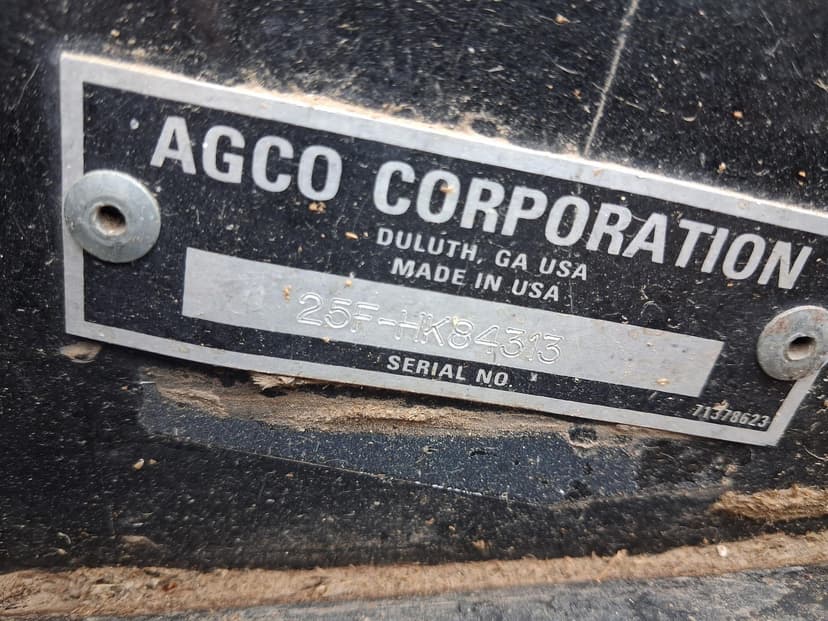 AGCO CORPORATION
DULUTH, GA USA
MADE IN USA
25F-HK84313
SERIAL NO.
71378623